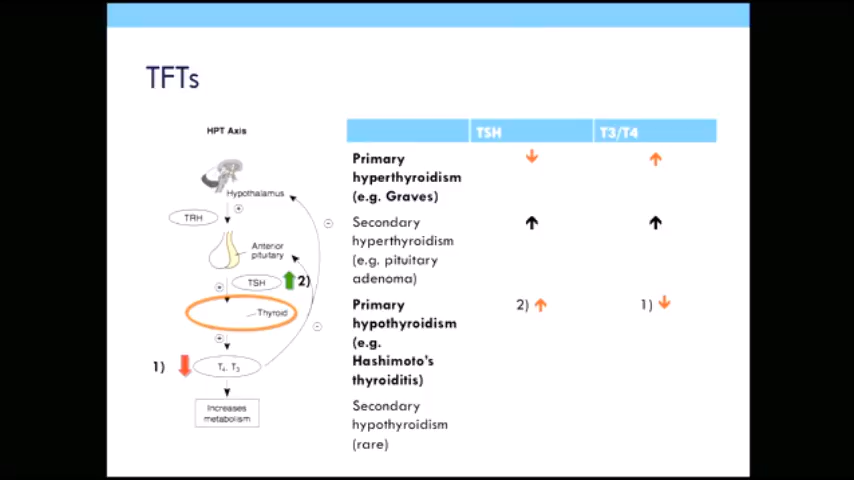 TFTs
HPT Axis
Hypothalamus
TRH
Anterior
pituitary
TSH
2)
Thyroid
1)
T4, T3
Increases
metabolism
TSH T3/T4
Primary
hyperthyroidism
(e.g. Graves)
Secondary
hyperthyroidism
(e.g. pituitary
adenoma)
Primary 2) 1)
hypothyroidism
(e.g.
Hashimoto's
thyroiditis)
Secondary
hypothyroidism
(rare)